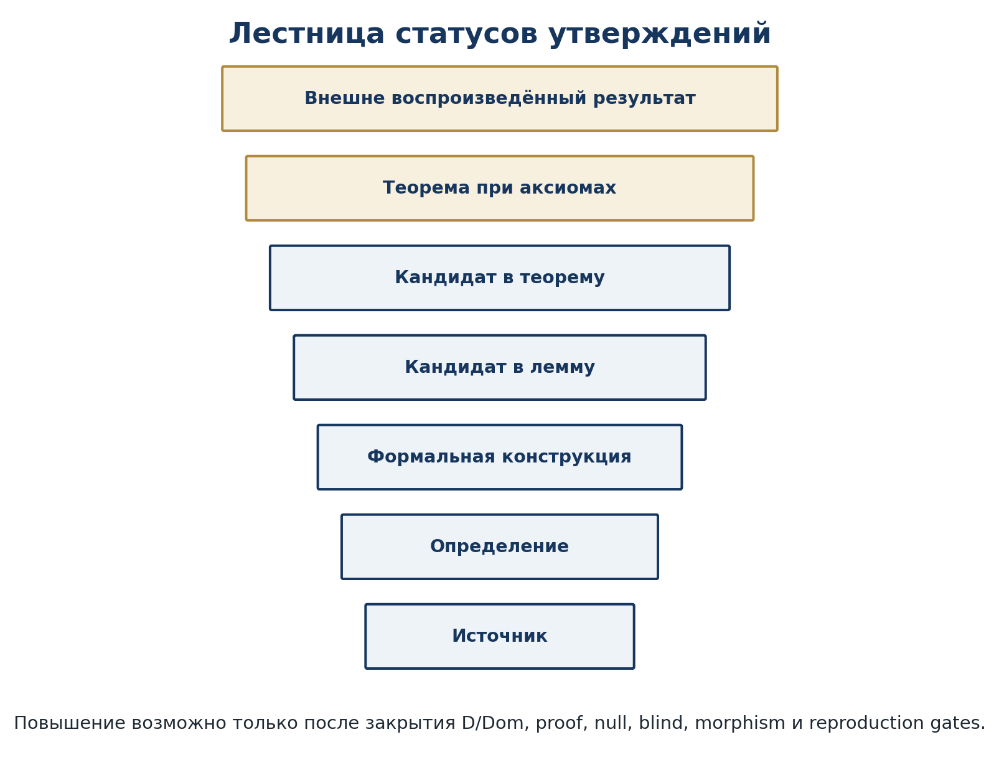 Лестница статусов утверждений
Внешне воспроизведённый результат
Теорема при аксиомах
Кандидат в теорему
Кандидат в лемму
Формальная конструкция
Определение
Источник
Повышение возможно только после закрытия D/Dom, proof, null, blind, morphism и reproduction gates.